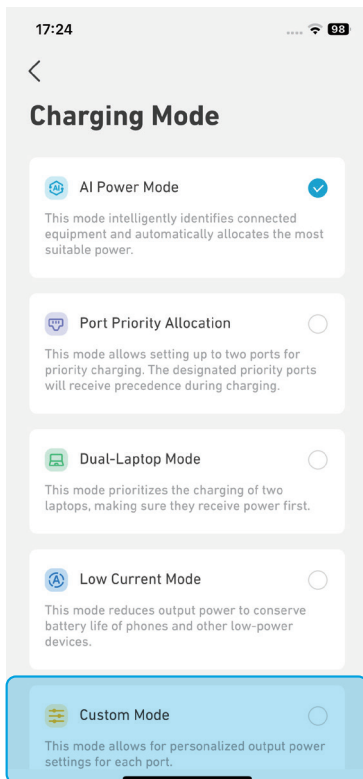 17:24
98
Charging Mode
AI
AI Power Mode
This mode intelligently identifies connected
equipment and automatically allocates the most
suitable power.
Port Priority Allocation
This mode allows setting up to two ports for
priority charging. The designated priority ports
will receive precedence during charging.
Dual-Laptop Mode
This mode prioritizes the charging of two
laptops, making sure they receive power first.
A
Low Current Mode
This mode reduces output power to conserve
battery life of phones and other low-power
devices.
Custom Mode
This mode allows for personalized output power
settings for each port.